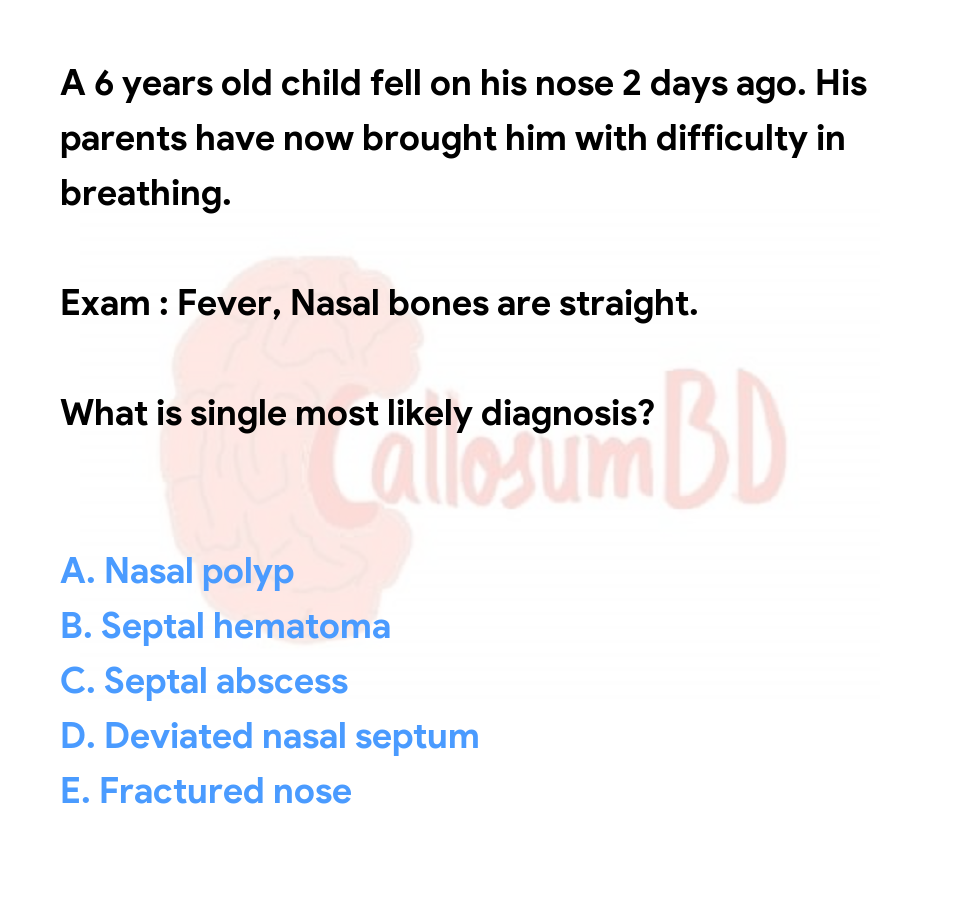 A 6 years old child fell on his nose 2 days ago. His
parents have now brought him with difficulty in
breathing.
Exam : Fever, Nasal bones are straight.
What is single most likely diagnosis?
CallosumBD
A. Nasal polyp
B. Septal hematoma
C. Septal abscess
D. Deviated nasal septum
E. Fractured nose